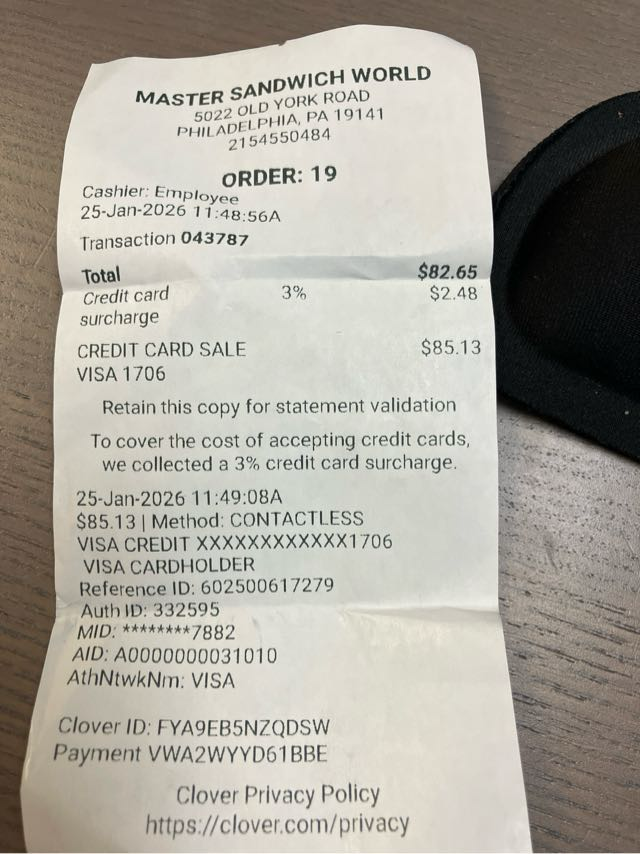 MASTER SANDWICH WORLD
5022 OLD YORK ROAD
PHILADELPHIA, PA 19141
2154550484
ORDER: 19
Cashier: Employee
25-Jan-2026 11:48:56A
Transaction 043787
Total $82.65
Credit card 3% $2.48
surcharge
CREDIT CARD SALE $85.13
VISA 1706
Retain this copy for statement validation
To cover the cost of accepting credit cards,
we collected a 3% credit card surcharge.
25-Jan-2026 11:49:08A
$85.13 | Method: CONTACTLESS
VISA CREDIT XXXXXXXXXXXX1706
VISA CARDHOLDER
Reference ID: 602500617279
Auth ID: 332595
MID: ********7882
AID: A0000000031010
AthNtwkNm: VISA
Clover ID: FYA9EB5NZQDSW
Payment VWA2WYYD61BBE
Clover Privacy Policy
https://clover.com/privacy